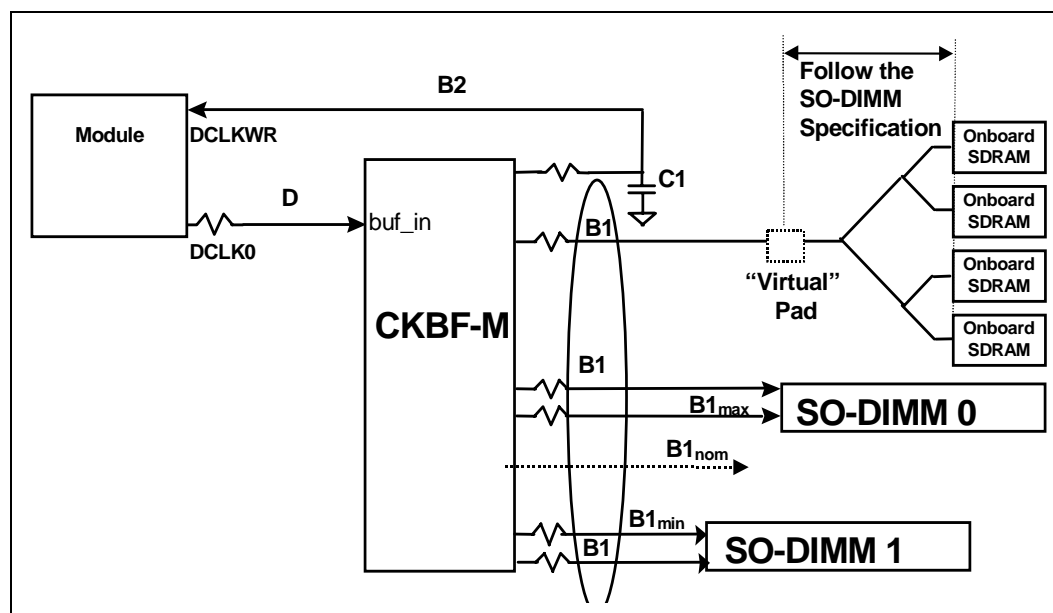 B2
Follow the
SO-DIMM
Specification
Module
DCLKWR
Onboard
SDRAM
C1
D
buf_in
DCLK0
B1
Onboard
SDRAM
"Virtual"
Pad
Onboard
SDRAM
CKBF-M
Onboard
SDRAM
B1
B1max
SO-DIMM 0
B1nom
B1min
B1
SO-DIMM 1